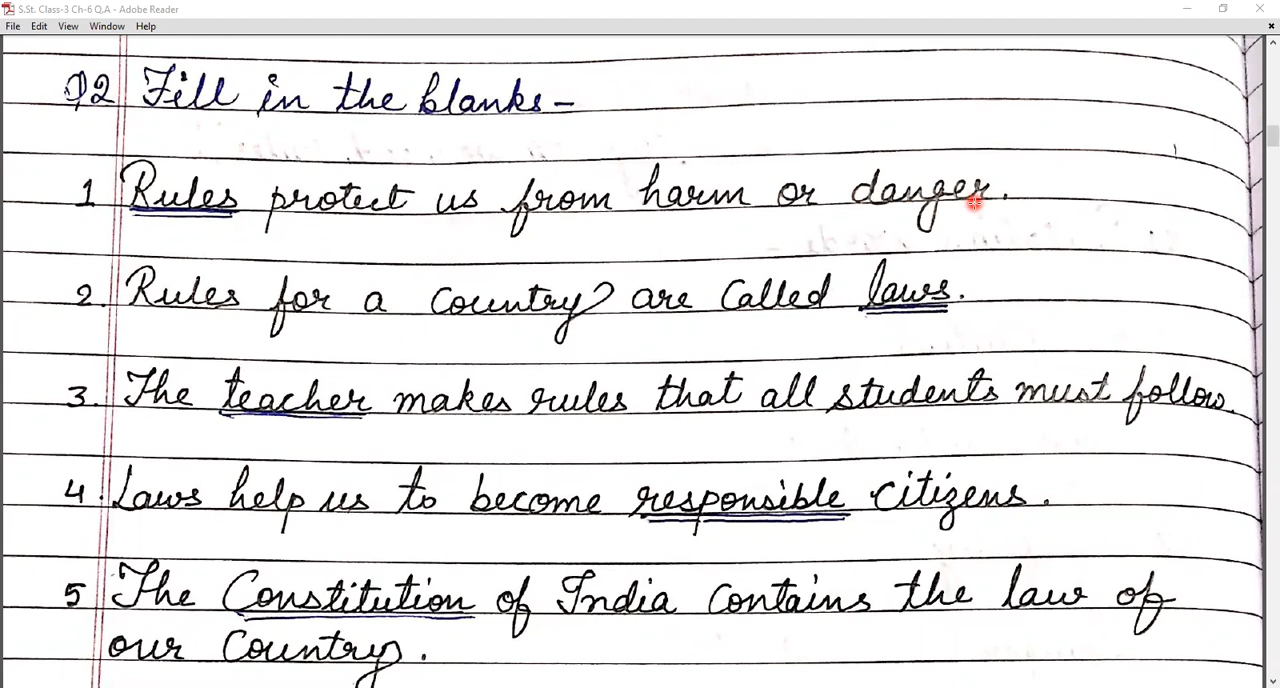 S.St. Class-3 Ch-6 Q.A - Adobe Reader
File Edit View Window Help
Q2 Fill in the blanks-
1 Rules protect us from harm or danger.
2. Rules for a country are called laws.
3. The teacher makes rules that all students must follow.
4. Laws help us to become responsible citizens.
5 The Constitution of India contains the law of
our country.